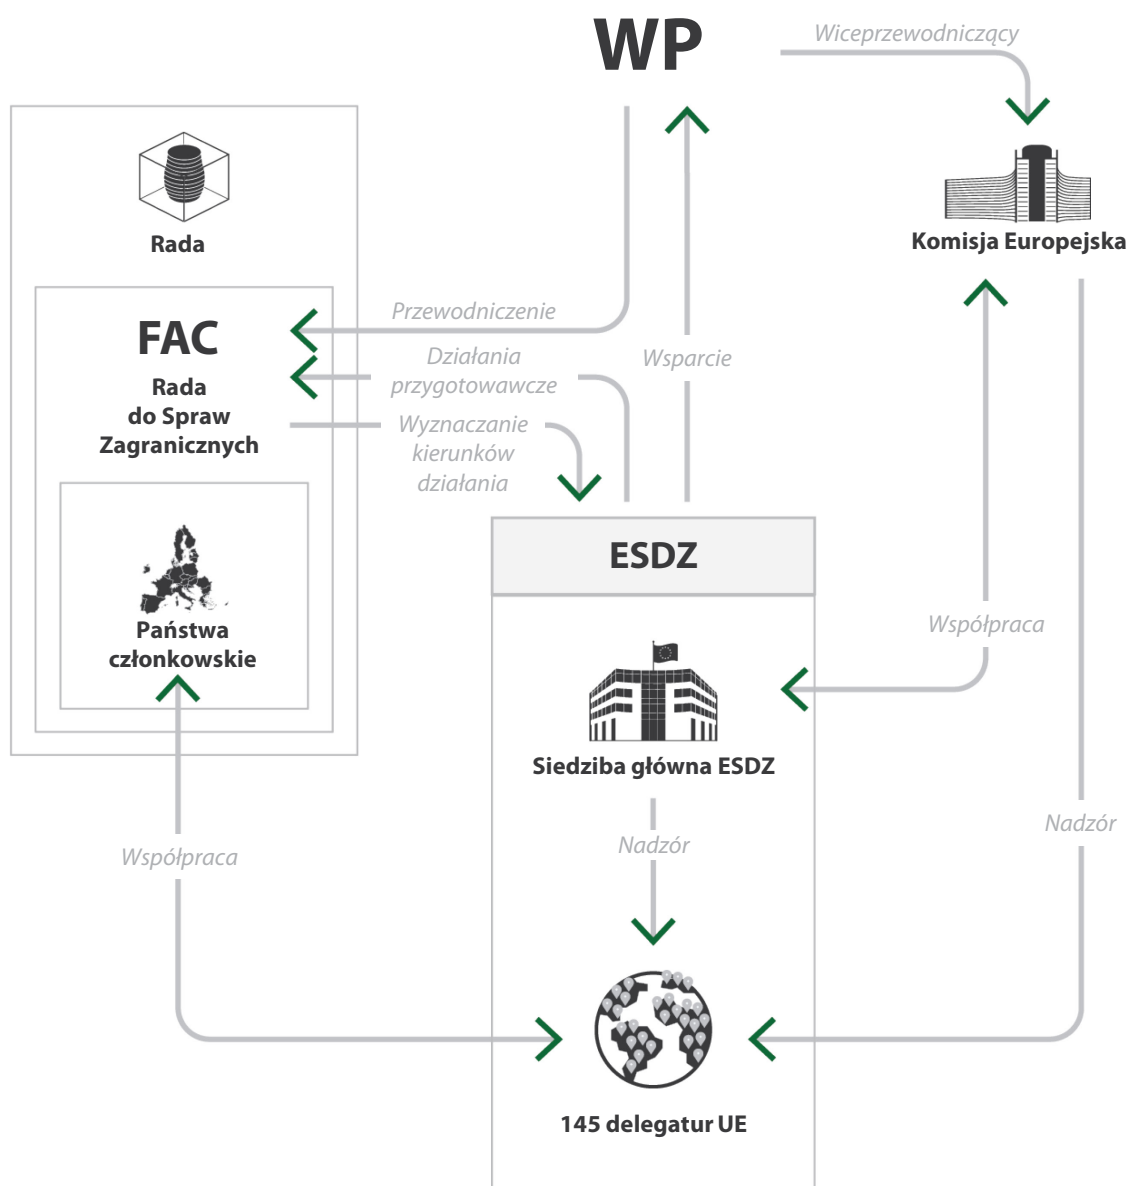 WP
Wiceprzewodniczący
Rada
Komisja Europejska
Przewodniczenie
FAC
Rada
do Spraw
Zagranicznych
Działania
przygotowawcze
Wsparcie
Wyznaczanie
kierunków
działania
ESDZ
Państwa
członkowskie
Współpraca
Siedziba główna ESDZ
Nadzór
Nadzór
Współpraca
145 delegatur UE